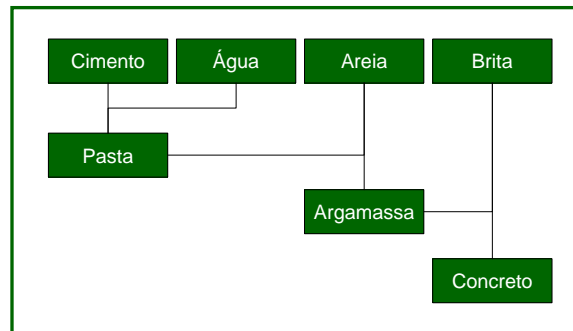 Cimento
Água
Areia
Brita
Pasta
Argamassa
Concreto